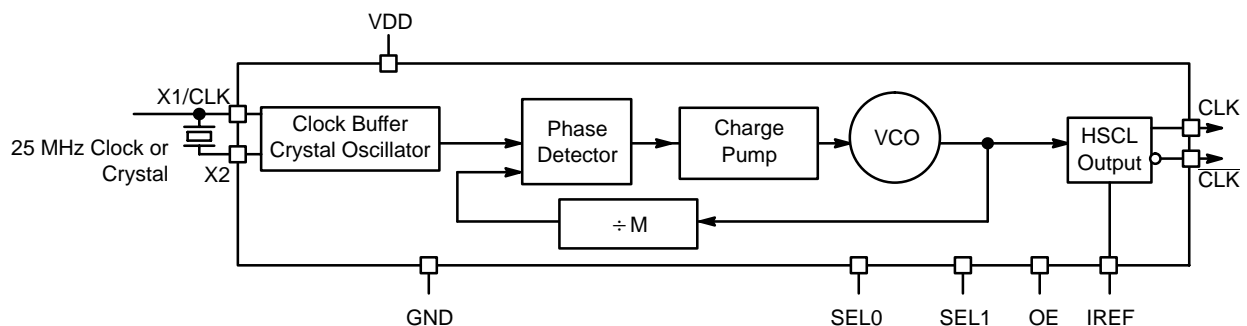 VDD
X1/CLK
25 MHz Clock or
Crystal
X2
Clock Buffer
Crystal Oscillator
Phase
Detector
Charge
Pump
VCO
÷ M
HSCL
Output
CLK
CLK
GND
SEL0
SEL1
OE
IREF